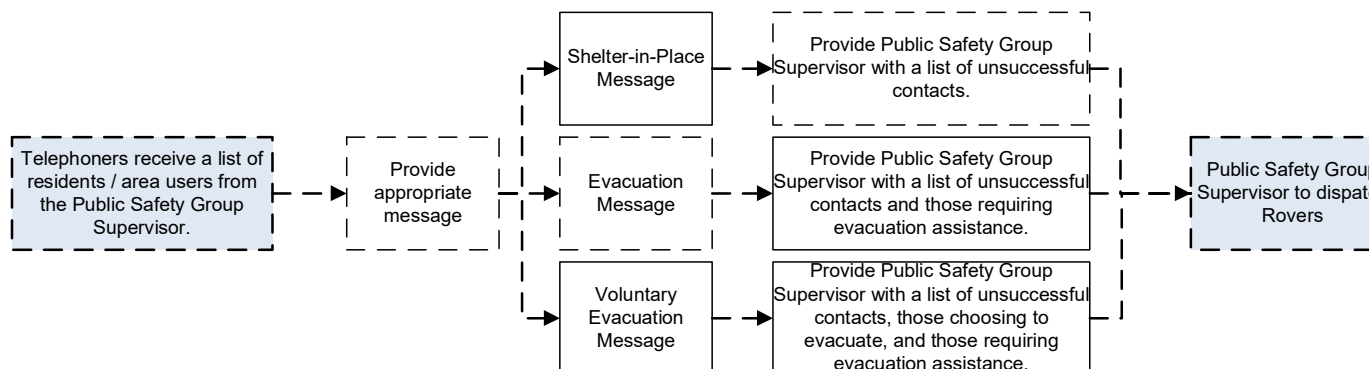 Telephoners receive a list of
residents / area users from
the Public Safety Group
Supervisor.
Provide
appropriate
message
Shelter-in-Place
Message
Provide Public Safety Group
Supervisor with a list of unsuccessful
contacts.
Evacuation
Message
Provide Public Safety Group
Supervisor with a list of unsuccessful
contacts and those requiring
evacuation assistance.
Voluntary
Evacuation
Message
Provide Public Safety Group
Supervisor with a list of unsuccessful
contacts, those choosing to
evacuate, and those requiring
evacuation assistance.
Public Safety Group
Supervisor to
Rovers